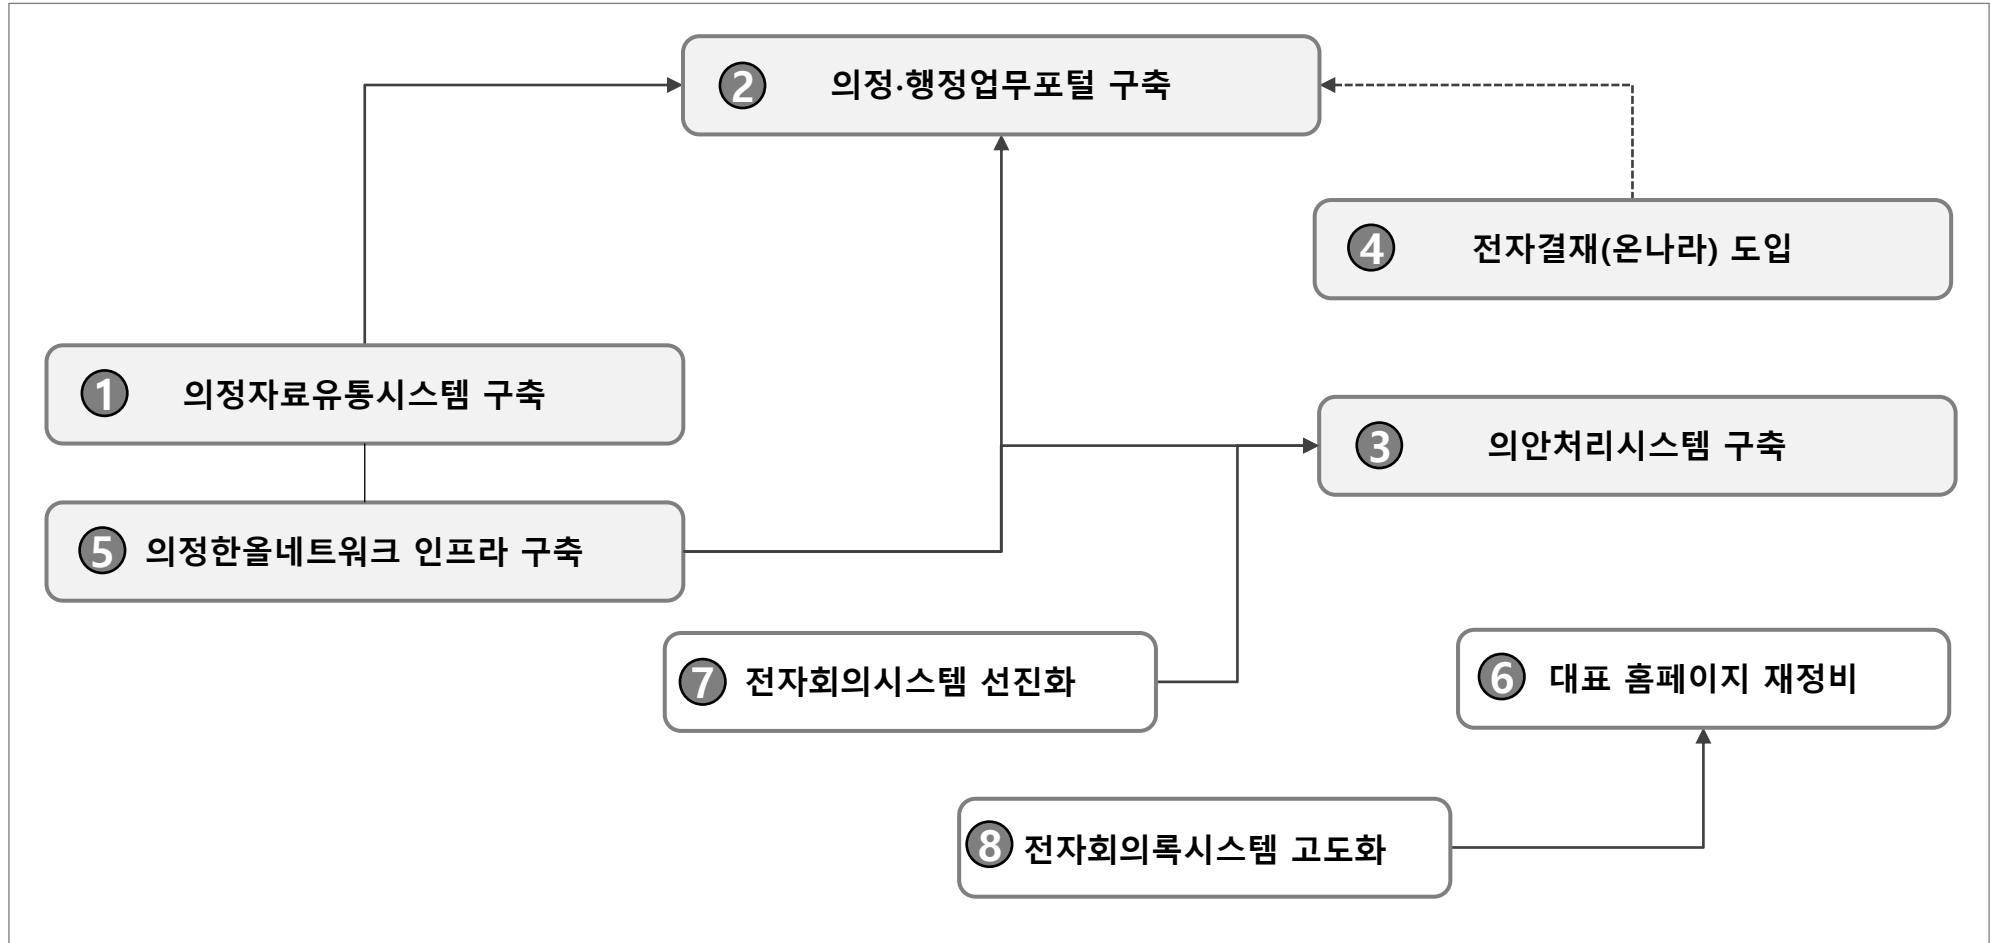 2 의정·행정업무포털 구축
4 전자결재(온나라) 도입
1 의정자료유통시스템 구축
3 의안처리시스템 구축
5 의정한올네트워크 인프라 구축
7 전자회의시스템 선진화
6 대표 홈페이지 재정비
8 전자회의록시스템 고도화